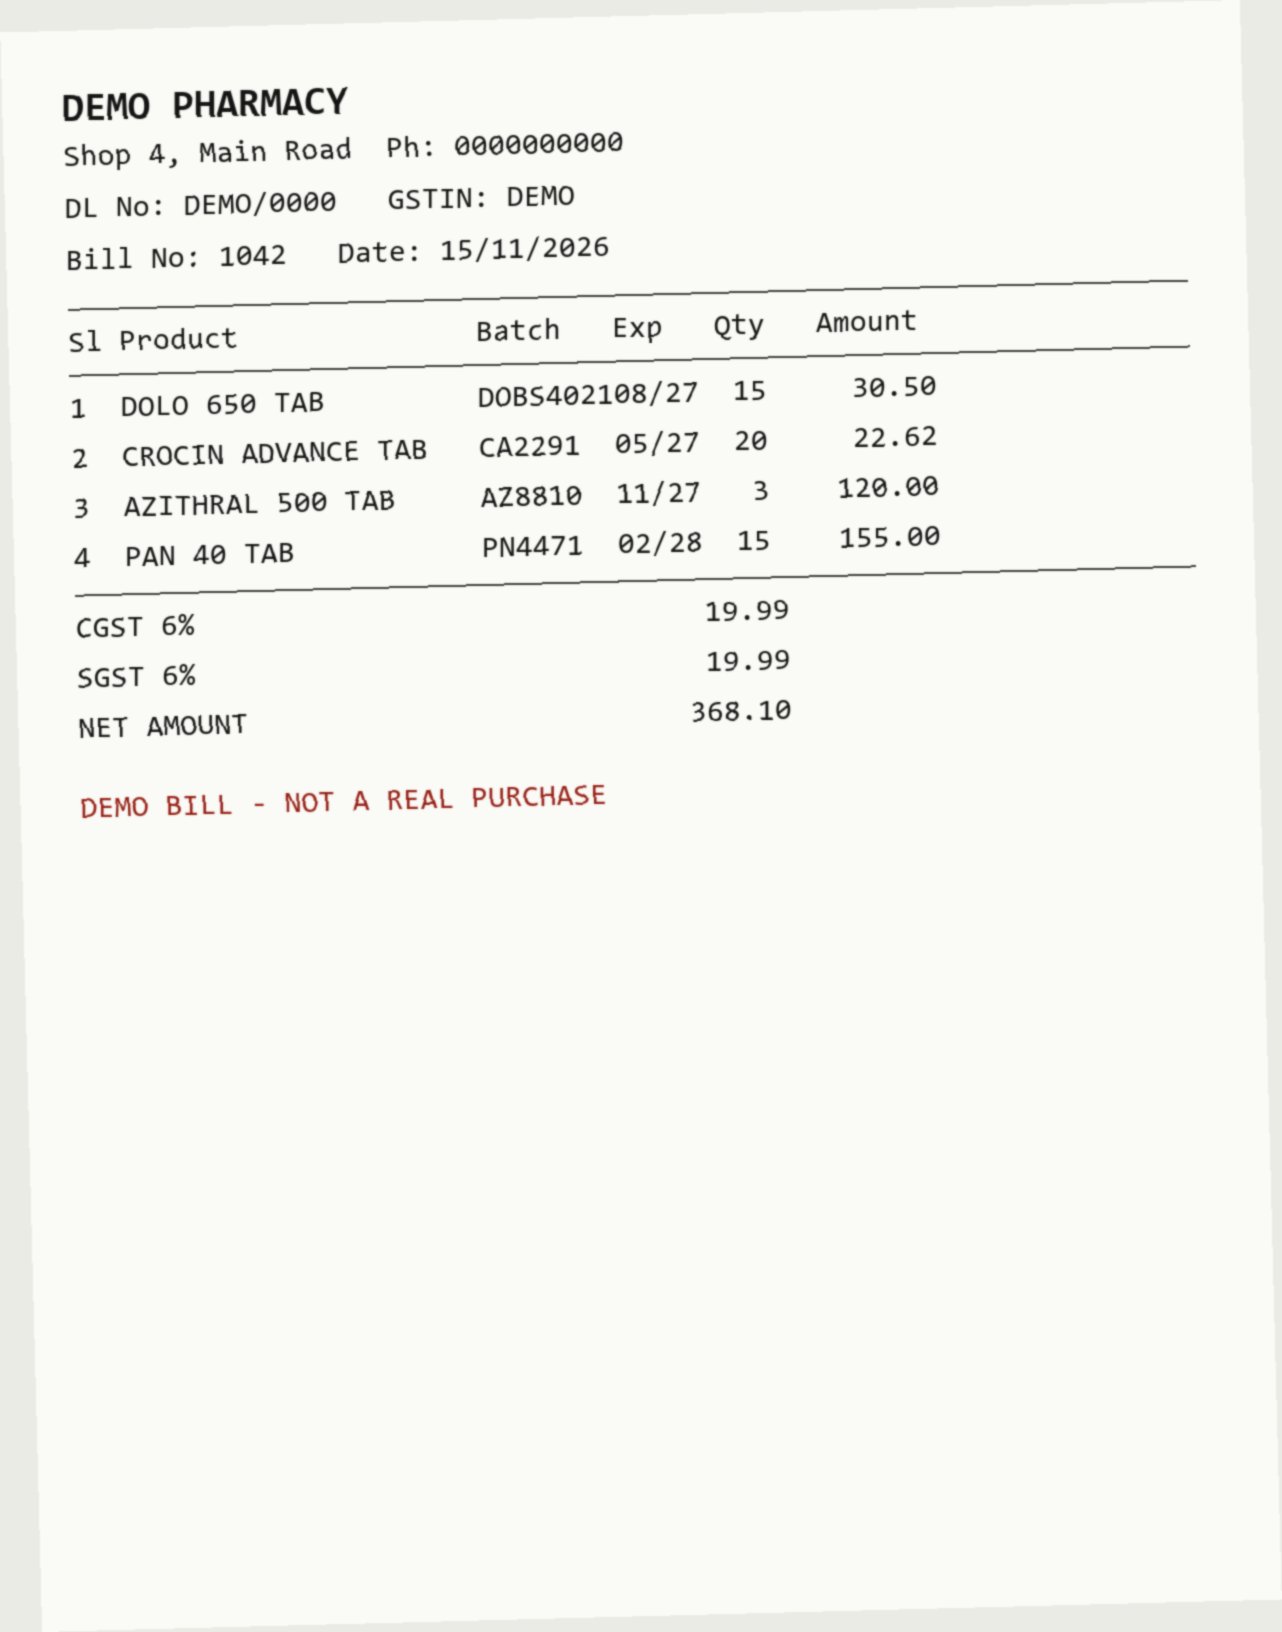 DEMO PHARMACY
Shop 4, Main Road  Ph: 0000000000
DL No: DEMO/0000   GSTIN: DEMO
Bill No: 1042   Date: 15/11/2026
Sl Product              Batch   Exp   Qty   Amount
1  DOLO 650 TAB         DOBS402108/27  15     30.50
2  CROCIN ADVANCE TAB   CA2291  05/27  20     22.62
3  AZITHRAL 500 TAB     AZ8810  11/27   3    120.00
4  PAN 40 TAB           PN4471  02/28  15    155.00
CGST 6%                              19.99
SGST 6%                              19.99
NET AMOUNT                          368.10
DEMO BILL - NOT A REAL PURCHASE